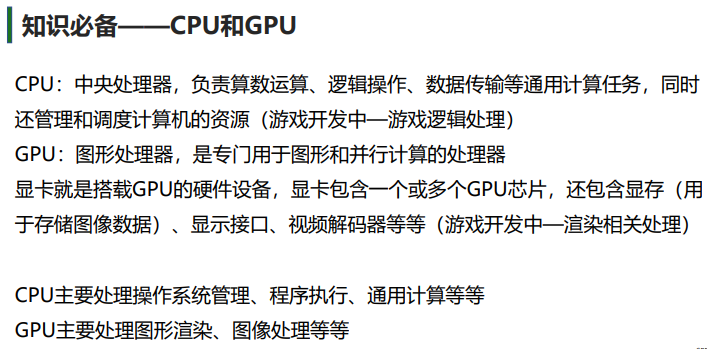 知识必备——CPU和GPU
CPU：中央处理器，负责算数运算、逻辑操作、数据传输等通用计算任务，同时
还管理和调度计算机的资源（游戏开发中—游戏逻辑处理）
GPU：图形处理器，是专门用于图形和并行计算的处理器
显卡就是搭载GPU的硬件设备，显卡包含一个或多个GPU芯片，还包含显存（用
于存储图像数据）、显示接口、视频解码器等等（游戏开发中—渲染相关处理）
CPU主要处理操作系统管理、程序执行、通用计算等等
GPU主要处理图形渲染、图像处理等等